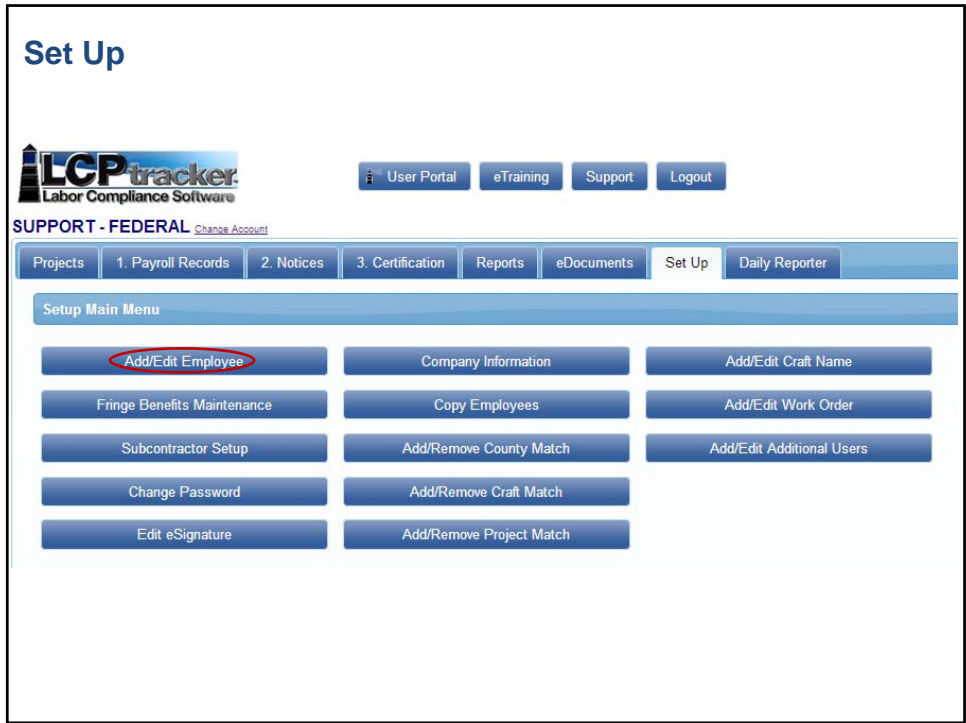 Set Up
LCPtracker
Labor Compliance Software
User Portal eTraining Support Logout
SUPPORT - FEDERAL Change Account
Projects 1. Payroll Records 2. Notices 3. Certification Reports eDocuments Set Up Daily Reporter
Setup Main Menu
Add/Edit Employee Company Information Add/Edit Craft Name
Fringe Benefits Maintenance Copy Employees Add/Edit Work Order
Subcontractor Setup Add/Remove County Match Add/Edit Additional Users
Change Password Add/Remove Craft Match
Edit eSignature Add/Remove Project Match